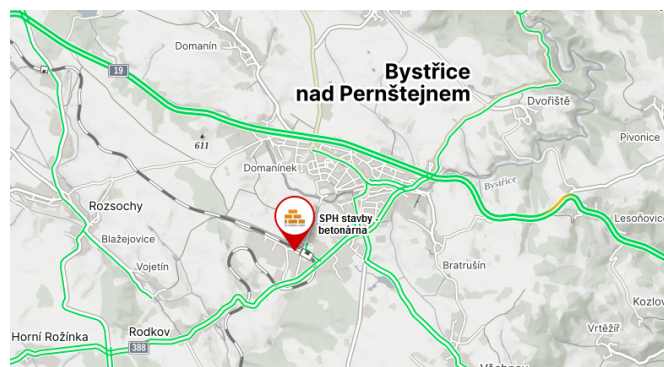 Domanín
19
Bystřice
nad Pernštejnem
Dvořiště
611
Pivonice
Domanínek
Bystřice
Rozsochy
SPH stavby -
betonárna
Lesoňovice
Blažejovice
Vojetín
Bratrušín
Kozlov
Horní Rožínka
Rodkov
388
Vrtěžíř